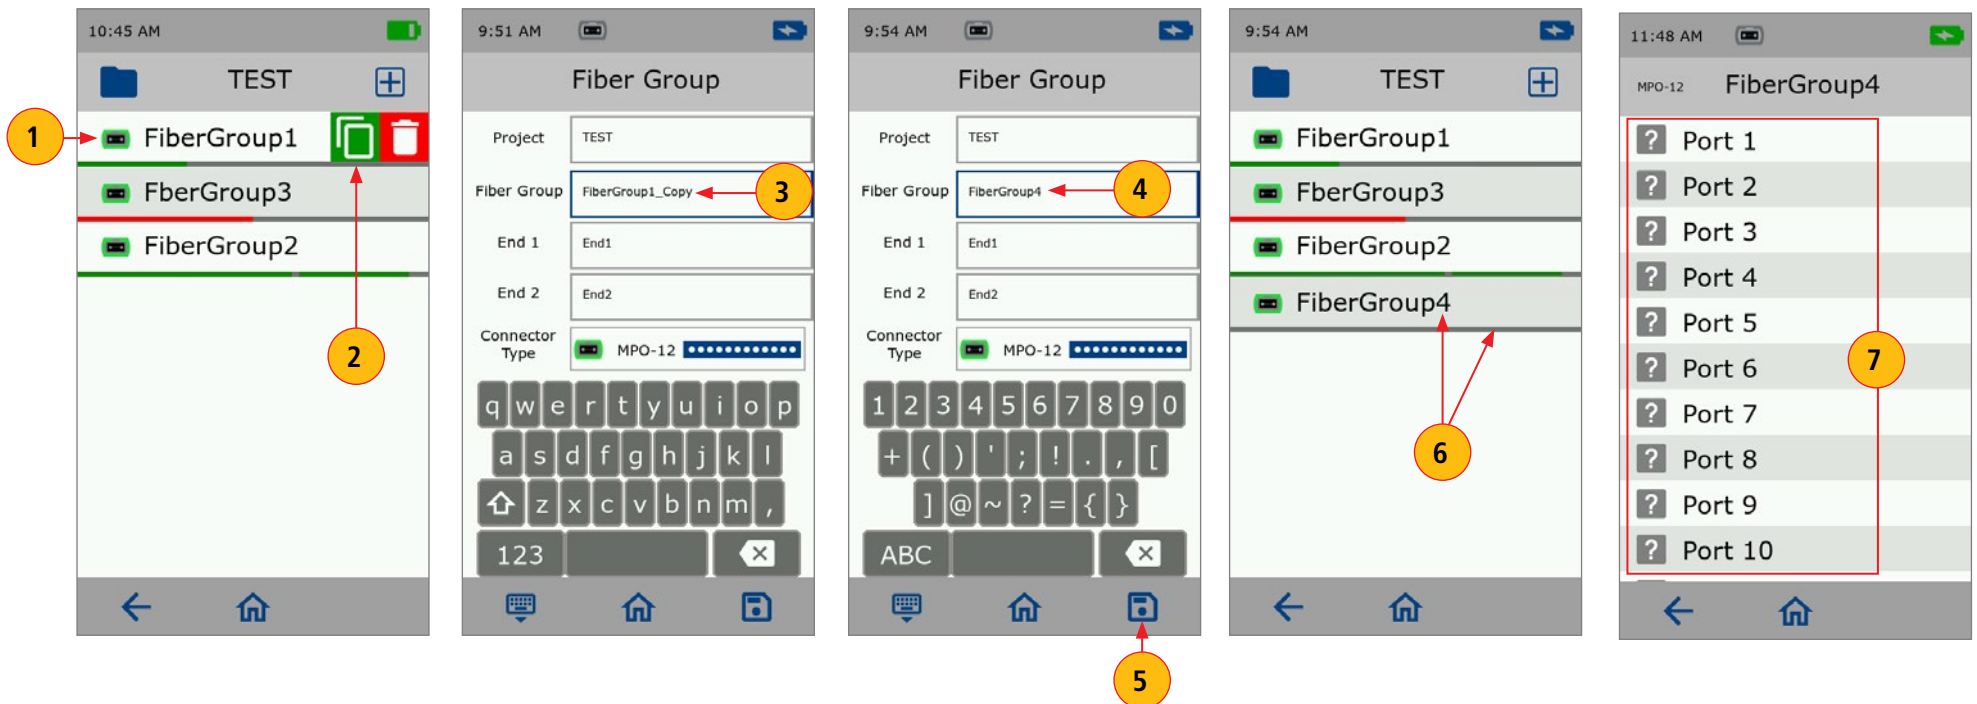 10:45 AM
TEST
1
FiberGroup1
FberGroup3
FiberGroup2
2
9:51 AM
Fiber Group
Project
TEST
Fiber Group
FiberGroup1_Copy
3
End 1
End1
End 2
End2
Connector
Type
MPO-12
q w e r t y u i o p
a s d f g h j k l
z x c v b n m ,
123
9:54 AM
Fiber Group
Project
TEST
Fiber Group
FiberGroup4
4
End 1
End1
End 2
End2
Connector
Type
MPO-12
1 2 3 4 5 6 7 8 9 0
+ ( ) ' ; ! . , [
] @ ~ ? = { }
ABC
5
9:54 AM
TEST
FiberGroup1
FberGroup3
FiberGroup2
FiberGroup4
6
11:48 AM
MPO-12 FiberGroup4
? Port 1
? Port 2
? Port 3
? Port 4
? Port 5
? Port 6
7
? Port 7
? Port 8
? Port 9
? Port 10